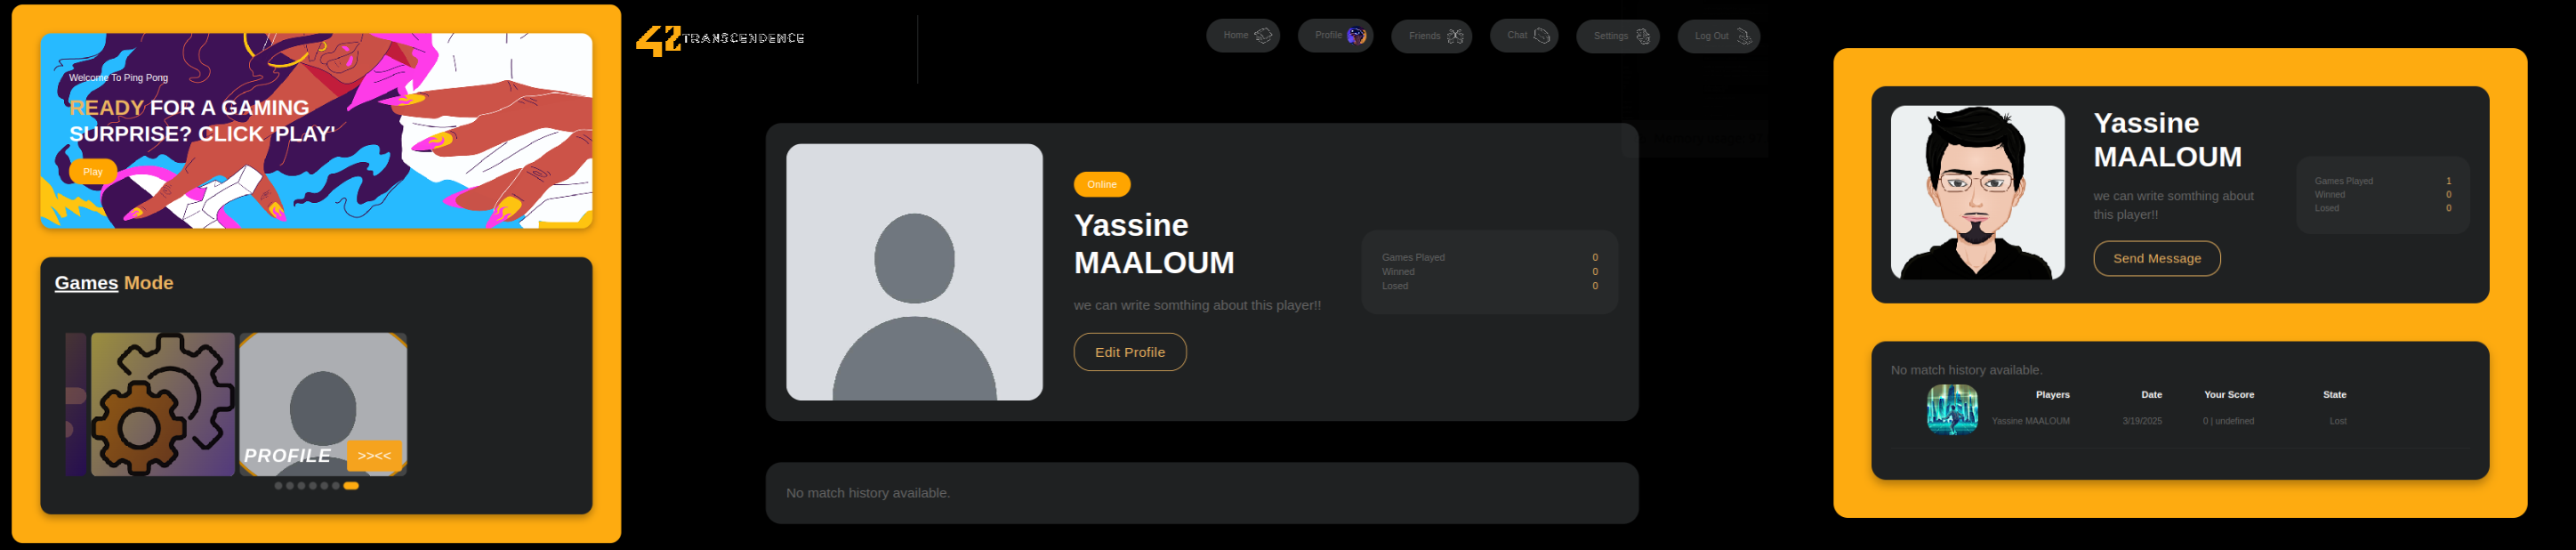 Welcome To Ping Pong
READY FOR A GAMING
SURPRISE? CLICK 'PLAY'
Play
Games Mode
PROFILE >><<
42 TRANSCENDENCE
Home Profile Friends Chat Settings Log Out
Online
Yassine
MAALOUM
we can write somthing about this player!!
Edit Profile
Games Played 0
Winned 0
Losed 0
No match history available.
Yassine
MAALOUM
we can write somthing about
this player!!
Send Message
Games Played 1
Winned 0
Losed 0
No match history available.
Players Date Your Score State
Yassine MAALOUM 3/19/2025 0 | undefined Lost